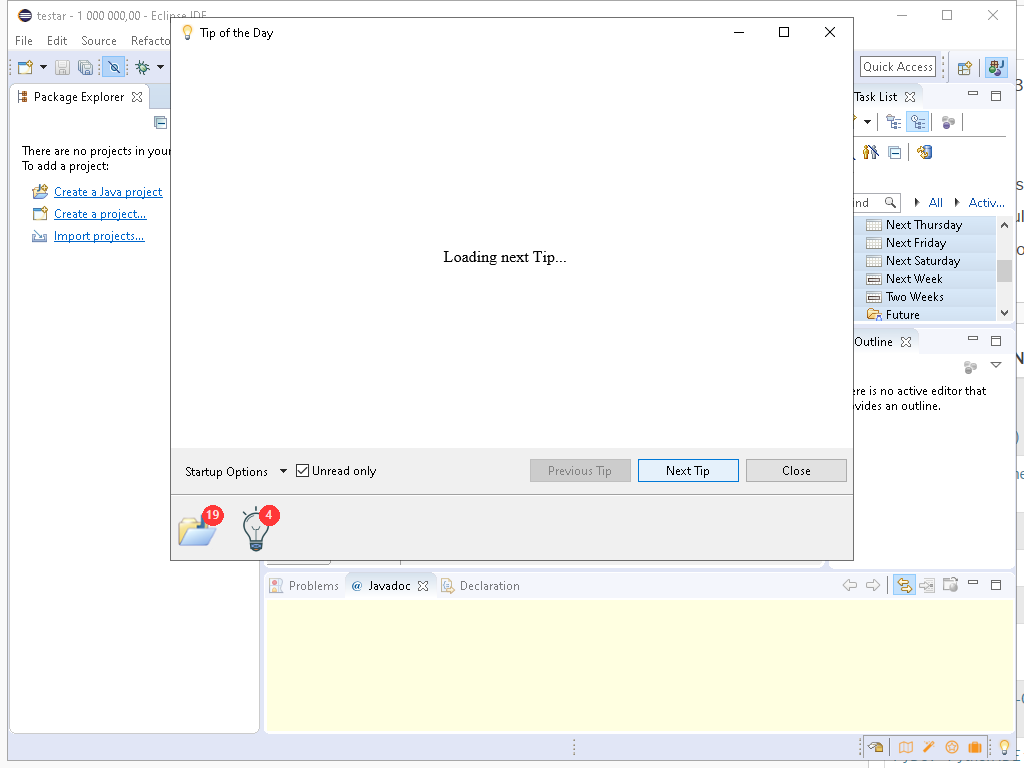 testar - 1 000 000,00 - Eclipse IDE
File Edit Source Refacto
Tip of the Day
Quick Access
Package Explorer
Task List
There are no projects in your
To add a project:
Create a Java project
Create a project...
Import projects...
Loading next Tip...
ind All Activ...
Next Thursday
Next Friday
Next Saturday
Next Week
Two Weeks
Future
Outline
ere is no active editor that
vides an outline.
Startup Options Unread only Previous Tip Next Tip Close
19 4
Problems @ Javadoc Declaration